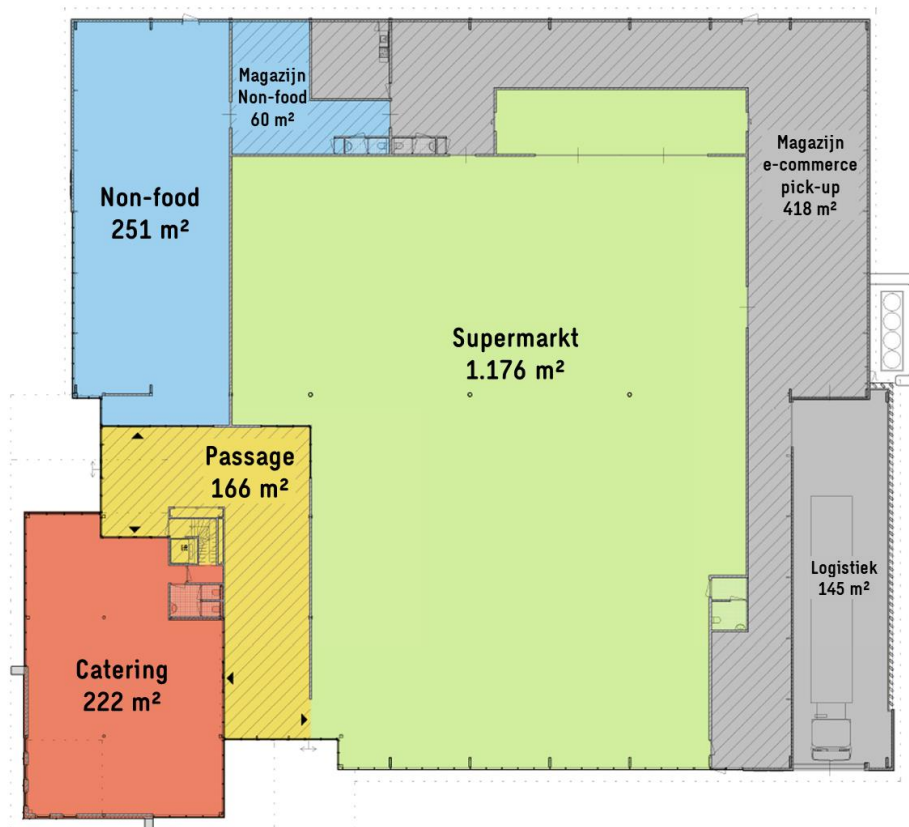 Magazijn
Non-food
60 m²
Magazijn
e-commerce
pick-up
418 m²
Non-food
251 m²
Supermarkt
1.176 m²
Passage
166 m²
Logistiek
145 m²
Catering
222 m²